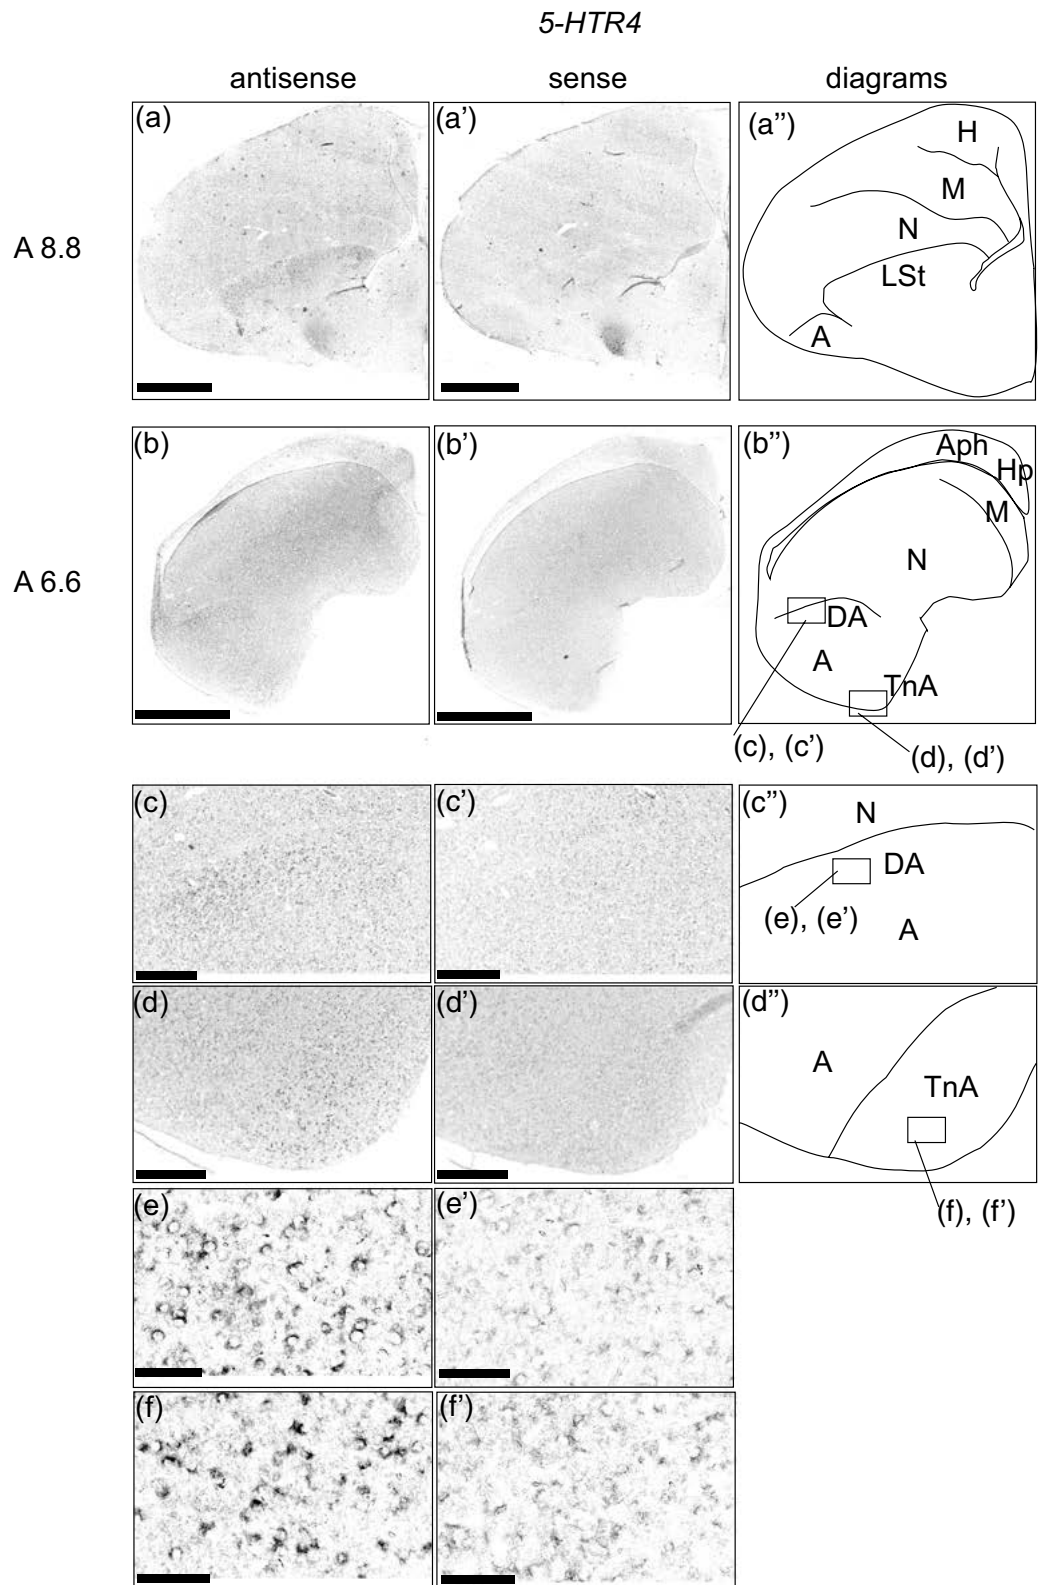 5-HTR4
antisense sense diagrams
(a) (a’) (a”)
H
M
A 8.8
N
LSt
A
(b) (b’) (b”)
Aph
Hp
M
A 6.6
N
DA
A
TnA
(c), (c’)
(d), (d’)
(c) (c’) (c”)
N
DA
(e), (e’)
A
(d) (d’) (d”)
A
TnA
(e) (e’)
(f), (f’)
(f) (f’)